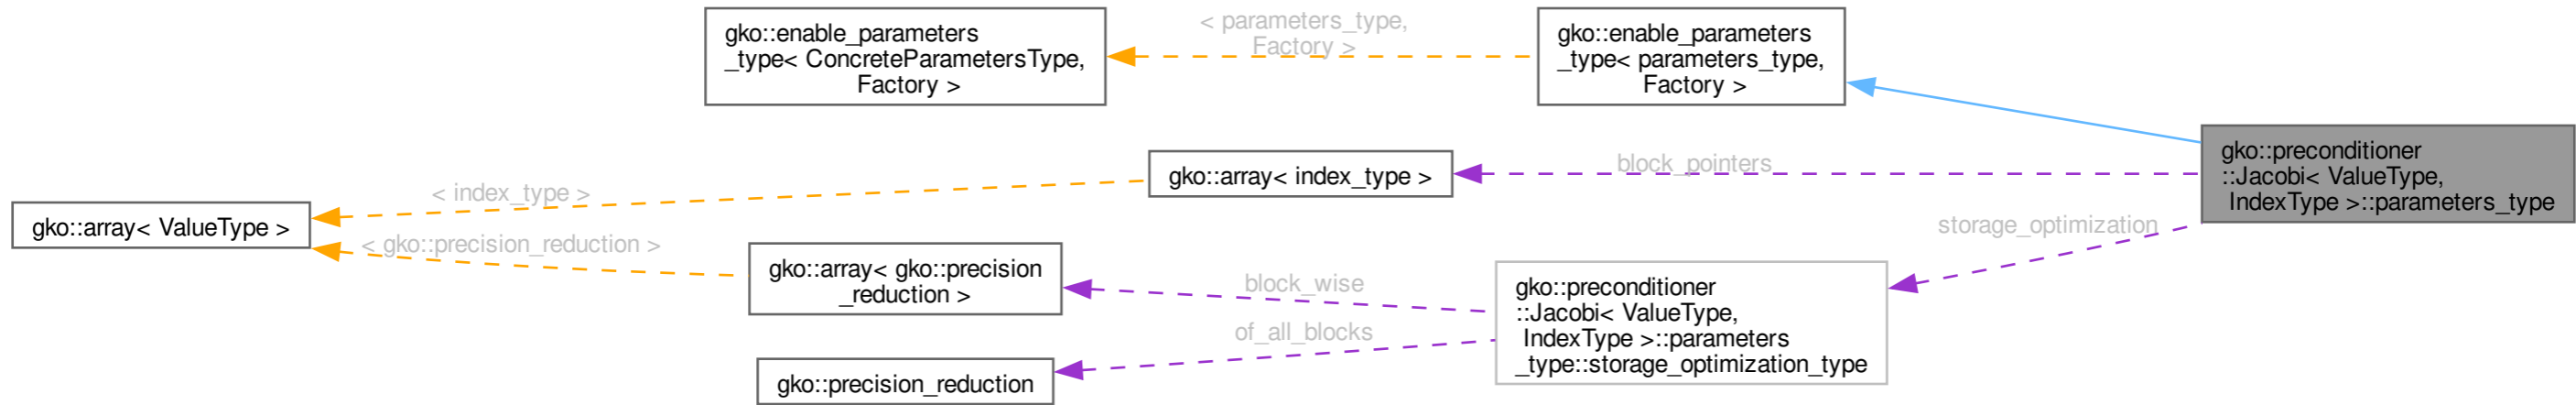 gko::enable_parameters
_type< ConcreteParametersType,
Factory >
< parameters_type,
Factory >
gko::enable_parameters
_type< parameters_type,
Factory >
gko::array< ValueType >
< index_type >
< gko::precision_reduction >
gko::array< index_type >
block_pointers
gko::preconditioner
::Jacobi< ValueType,
IndexType >::parameters_type
storage_optimization
gko::array< gko::precision
_reduction >
block_wise
of_all_blocks
gko::precision_reduction
gko::preconditioner
::Jacobi< ValueType,
IndexType >::parameters
_type::storage_optimization_type